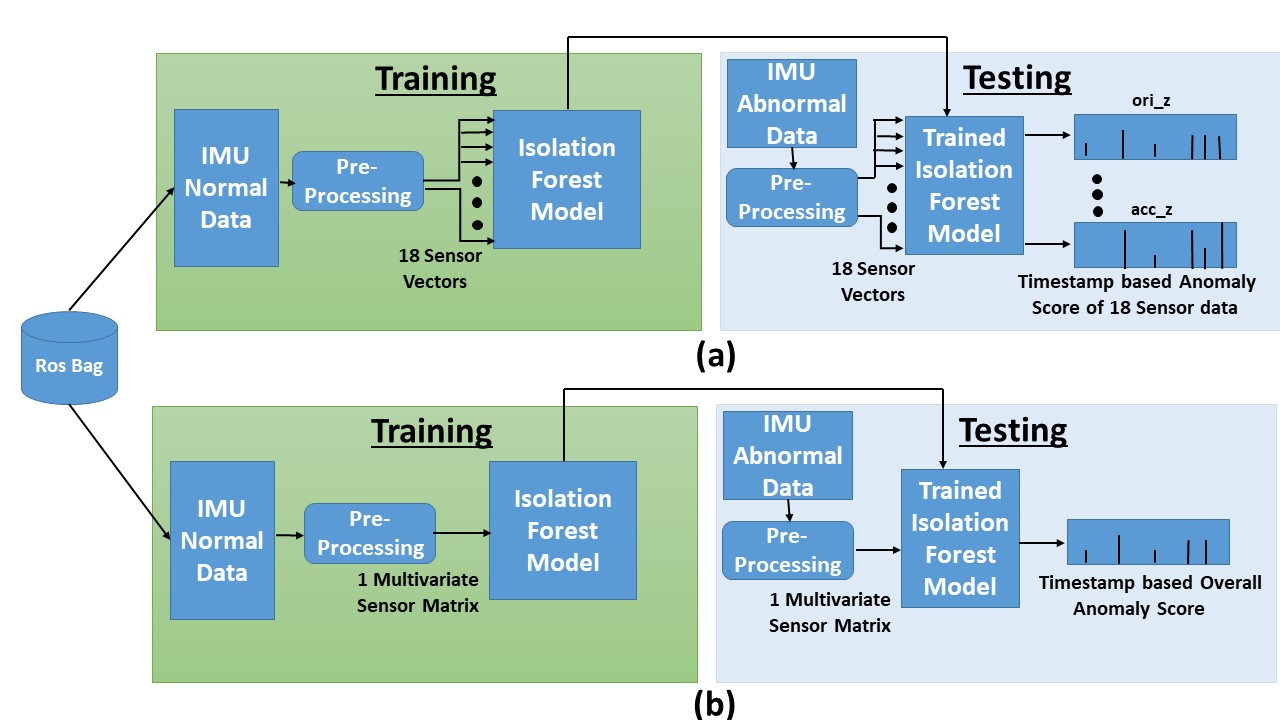 Training
IMU
Normal
Data
Pre-
Processing
Isolation
Forest
Model
18 Sensor
Vectors
Testing
IMU
Abnormal
Data
Pre-
Processing
18 Sensor
Vectors
Trained
Isolation
Forest
Model
ori_z
acc_z
Timestamp based Anomaly
Score of 18 Sensor data
(a)
Ros Bag
Training
IMU
Normal
Data
Pre-
Processing
1 Multivariate
Sensor Matrix
Isolation
Forest
Model
Testing
IMU
Abnormal
Data
Pre-
Processing
1 Multivariate
Sensor Matrix
Trained
Isolation
Forest
Model
Timestamp based Overall
Anomaly Score
(b)